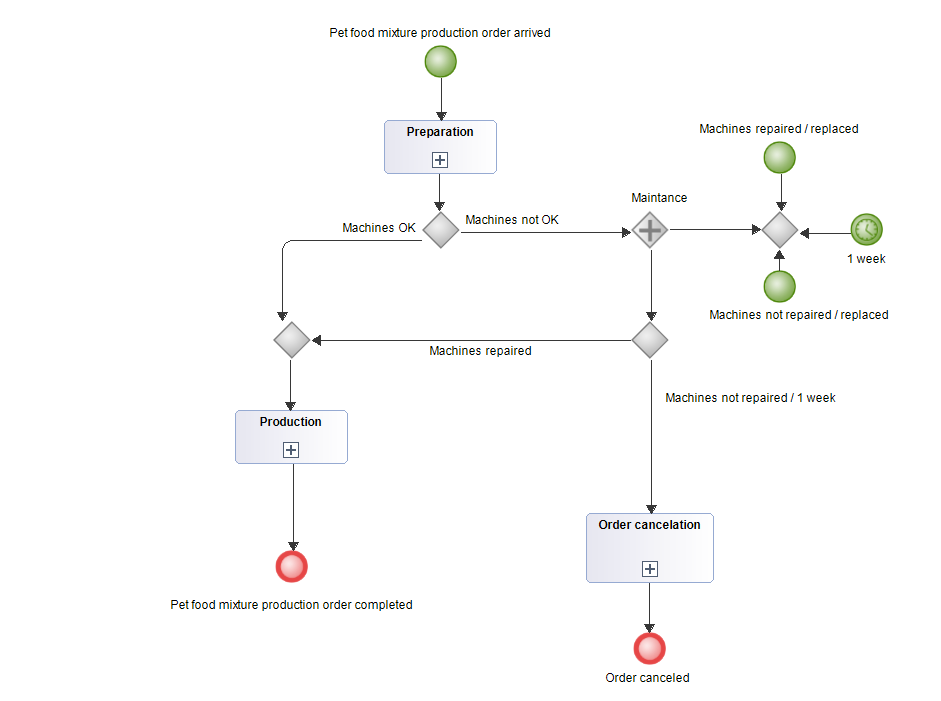 Pet food mixture production order arrived
Preparation
Machines repaired / replaced
Maintance
Machines OK
Machines not OK
1 week
Machines not repaired / replaced
Machines repaired
Machines not repaired / 1 week
Production
Order cancelation
Pet food mixture production order completed
Order canceled